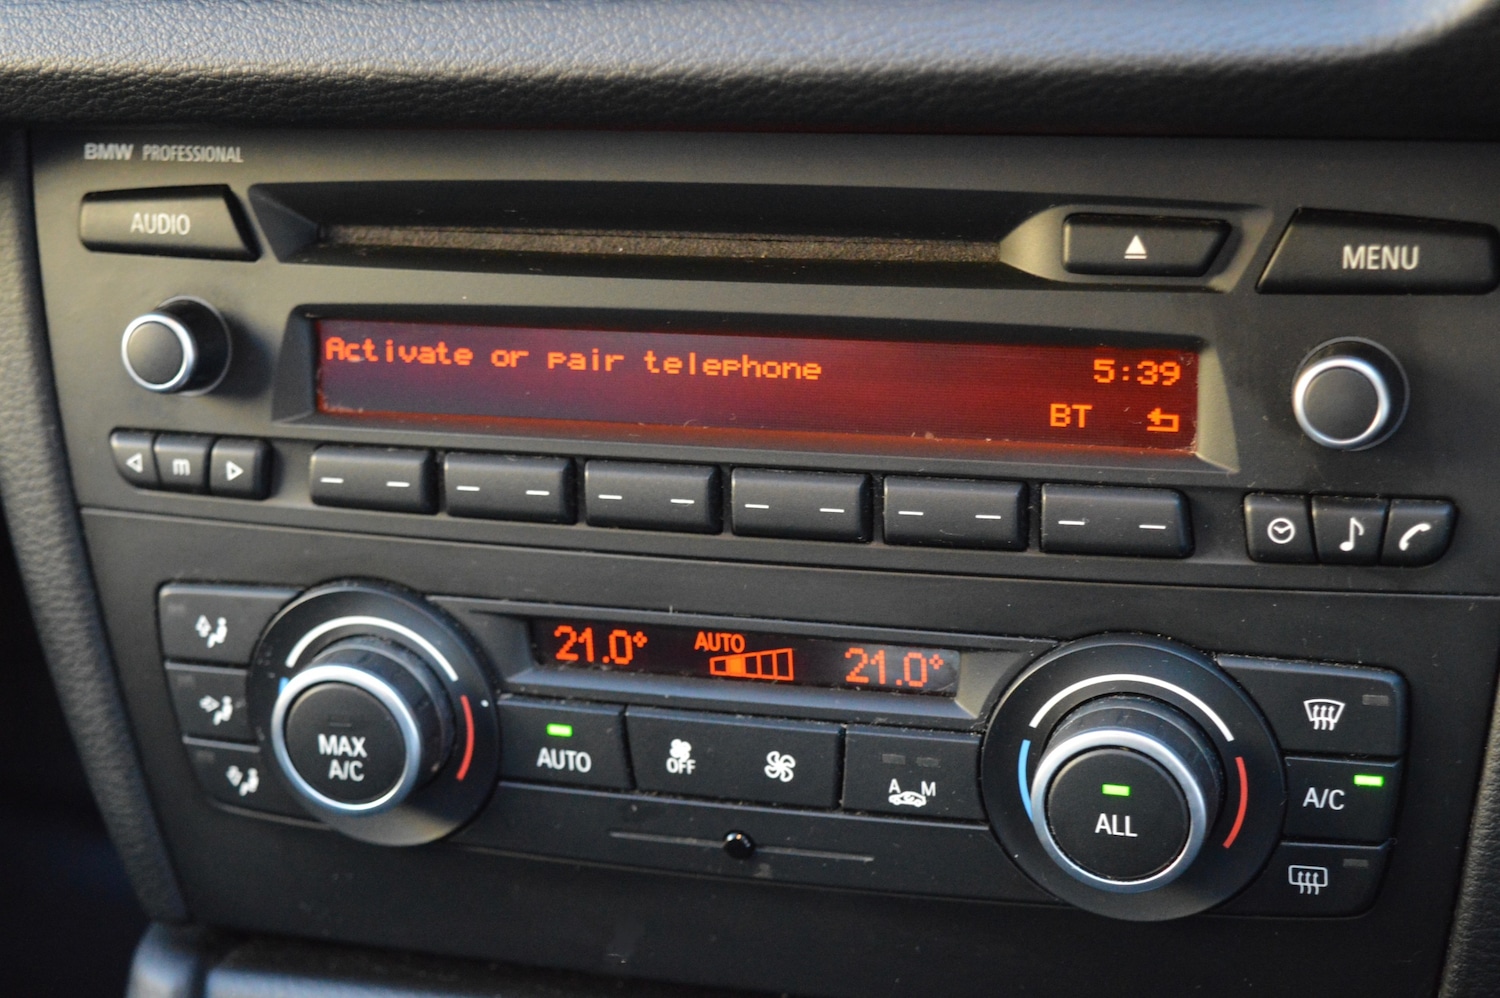 BMW PROFESSIONAL
AUDIO
MENU
Activate or pair telephone 5:39
BT
m
21.0° AUTO 21.0°
MAX
A/C
AUTO
OFF
A M
ALL
A/C